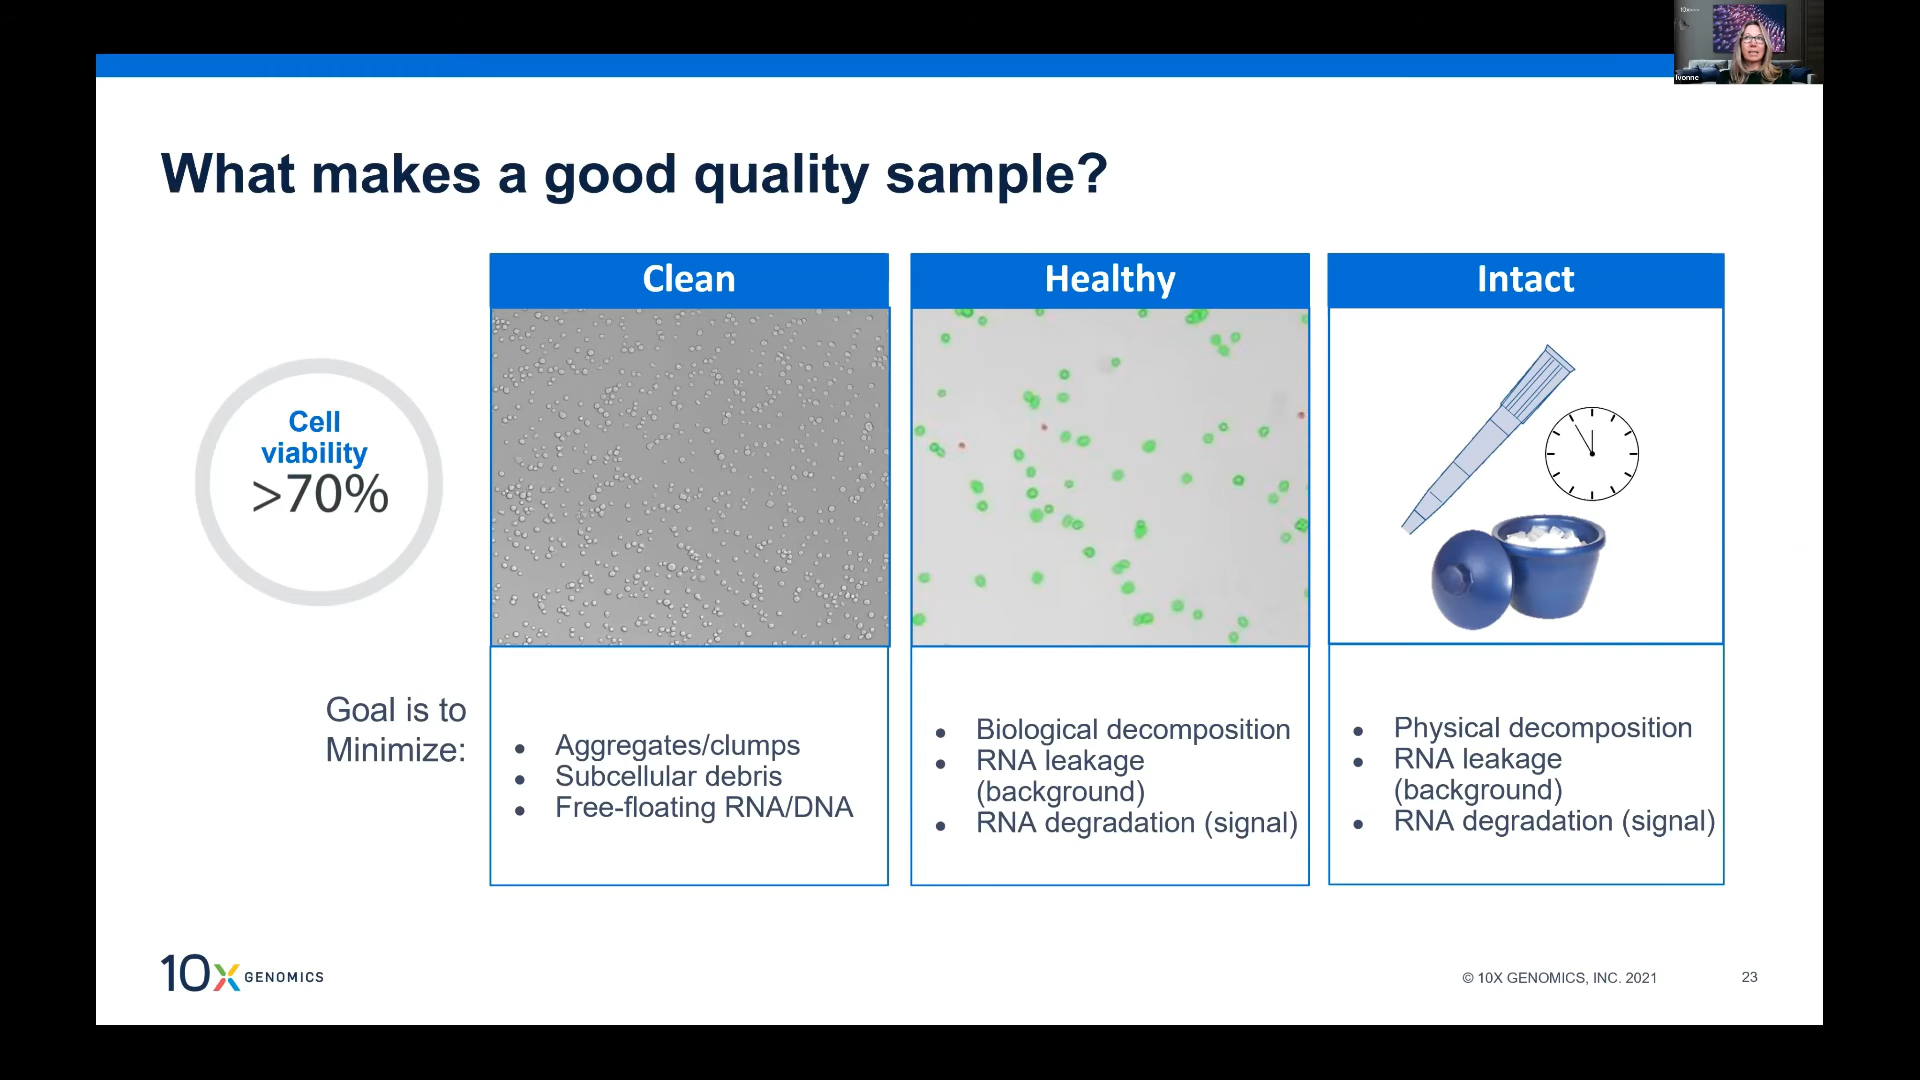 10x
Ivonne
What makes a good quality sample?
Cell
viability
>70%
Goal is to
Minimize:
Clean
Aggregates/clumps
Subcellular debris
Free-floating RNA/DNA
Healthy
Biological decomposition
RNA leakage
(background)
RNA degradation (signal)
Intact
Physical decomposition
RNA leakage
(background)
RNA degradation (signal)
10x GENOMICS
© 10X GENOMICS, INC. 2021
23